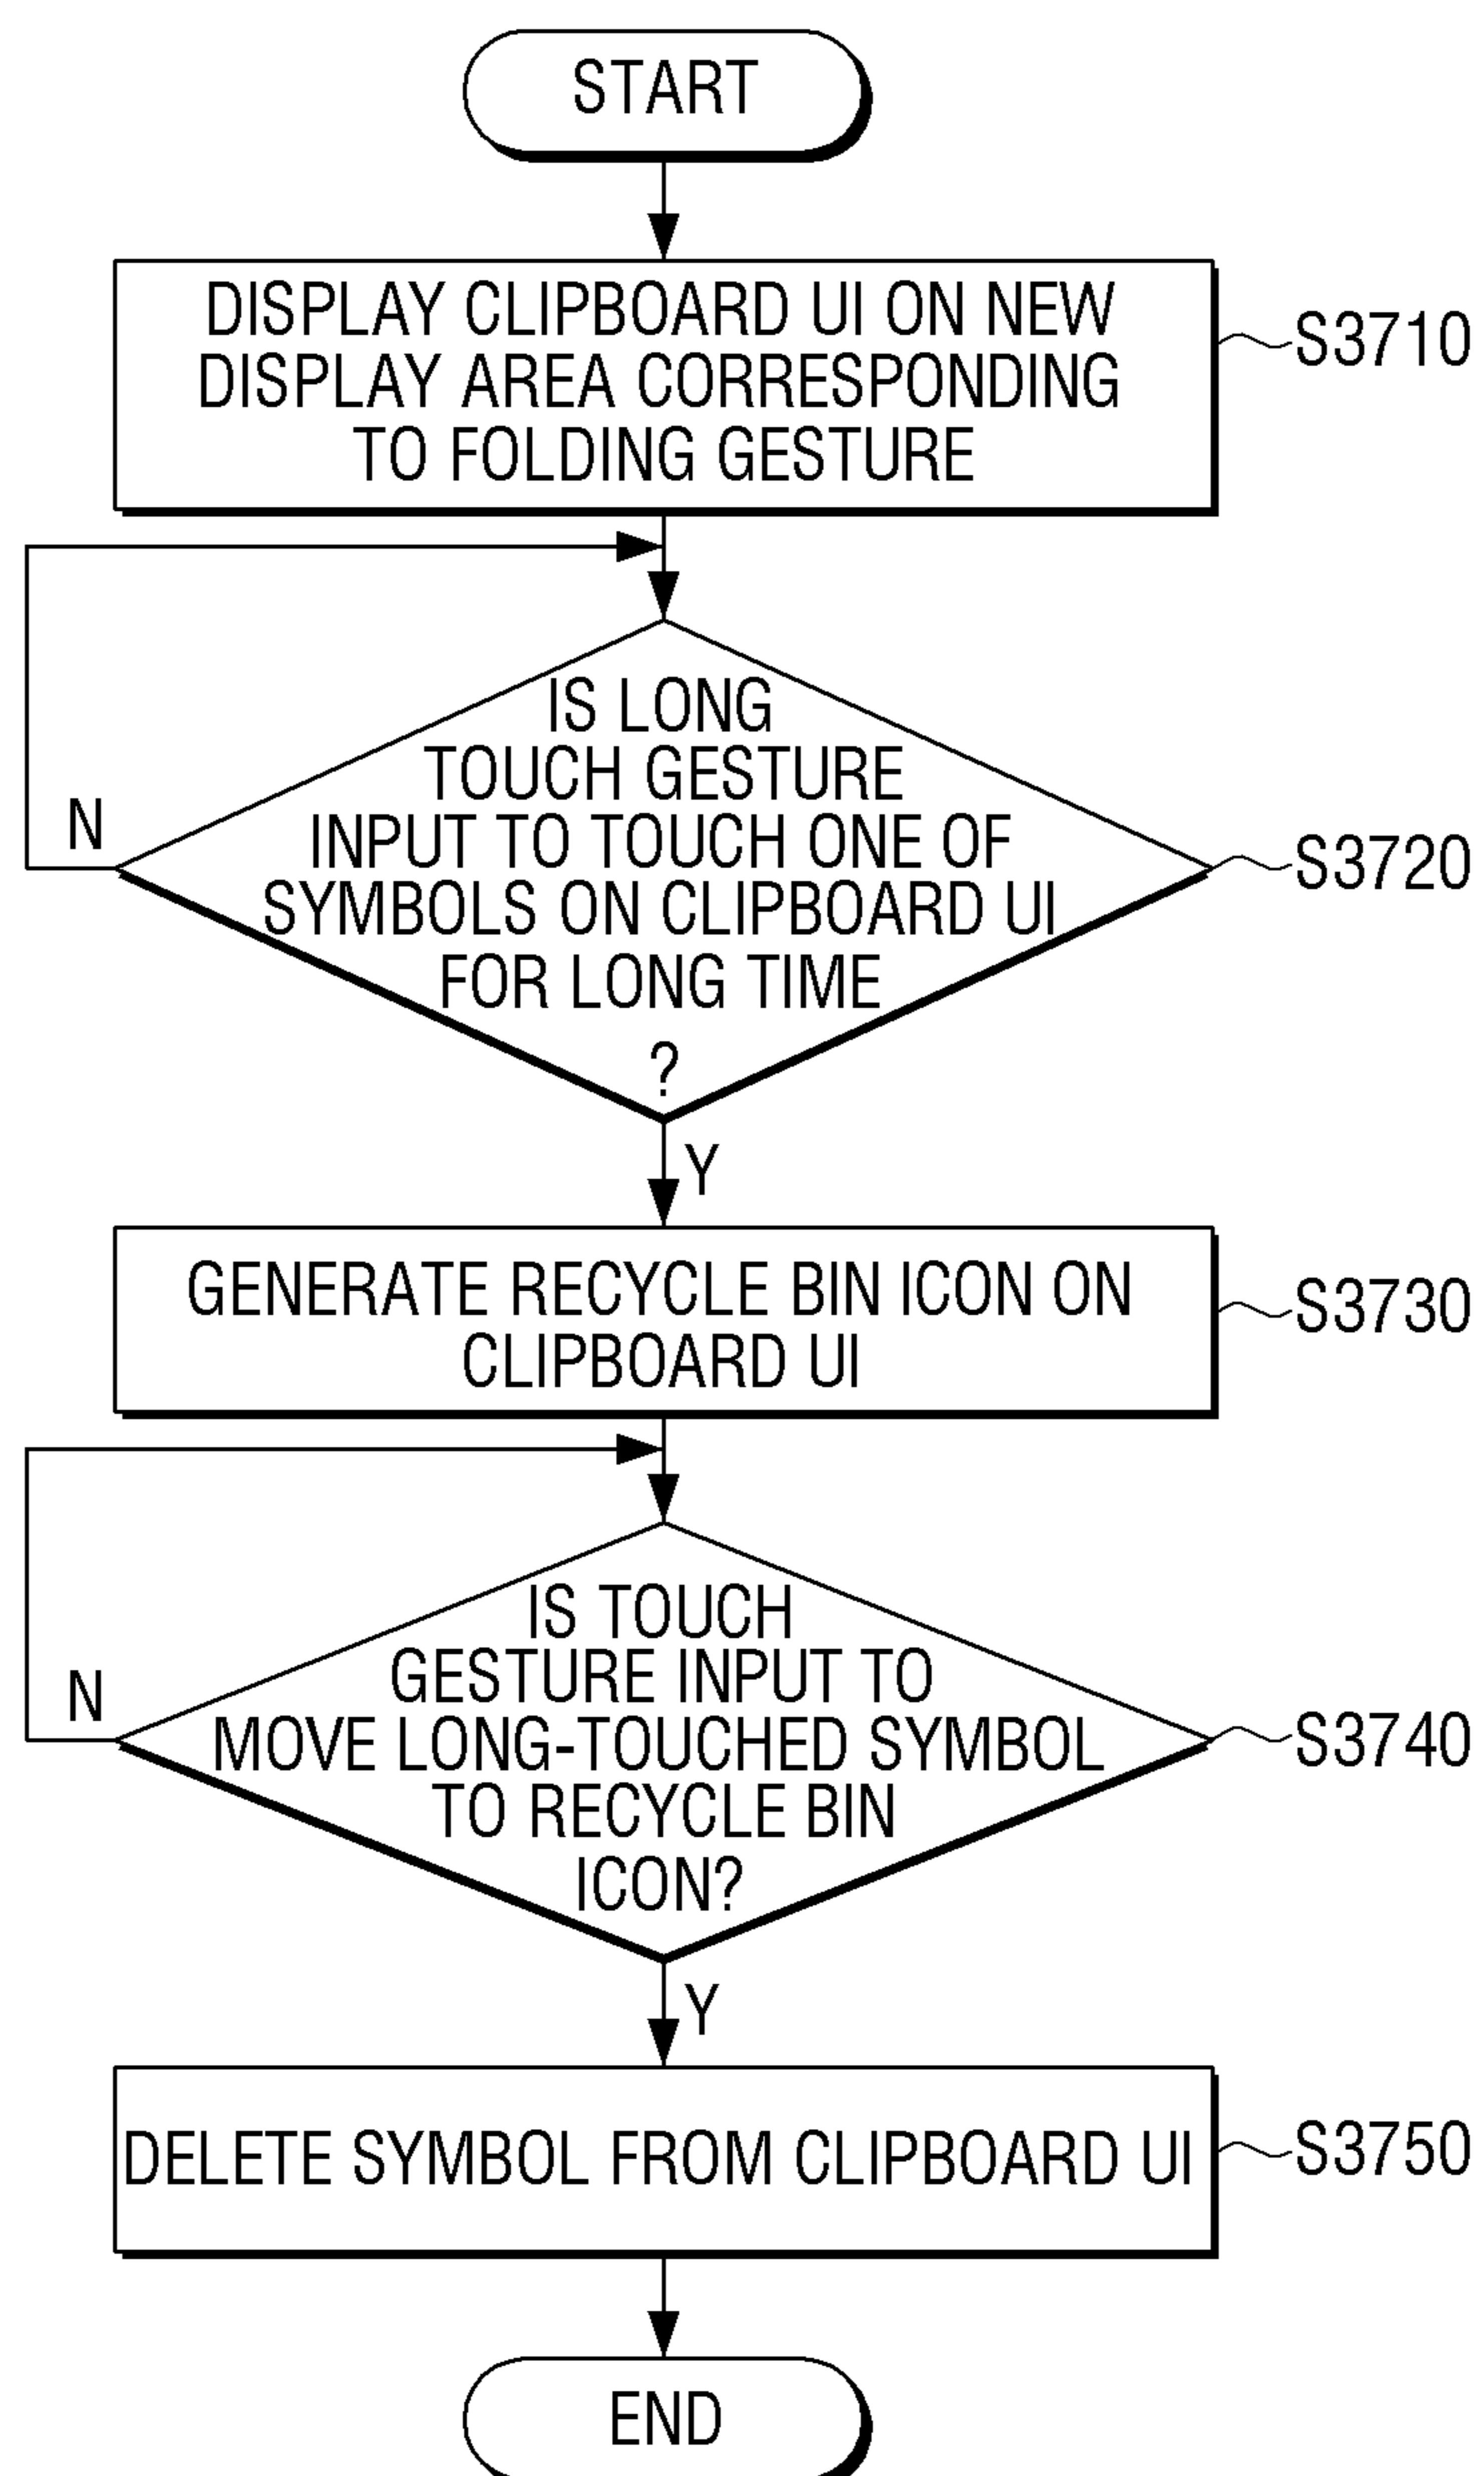 START
DISPLAY CLIPBOARD UI ON NEW
DISPLAY AREA CORRESPONDING
TO FOLDING GESTURE
S3710
IS LONG
TOUCH GESTURE
INPUT TO TOUCH ONE OF
SYMBOLS ON CLIPBOARD UI
FOR LONG TIME
?
N
S3720
Y
GENERATE RECYCLE BIN ICON ON
CLIPBOARD UI
S3730
IS TOUCH
GESTURE INPUT TO
MOVE LONG-TOUCHED SYMBOL
TO RECYCLE BIN
ICON?
N
S3740
Y
DELETE SYMBOL FROM CLIPBOARD UI
S3750
END